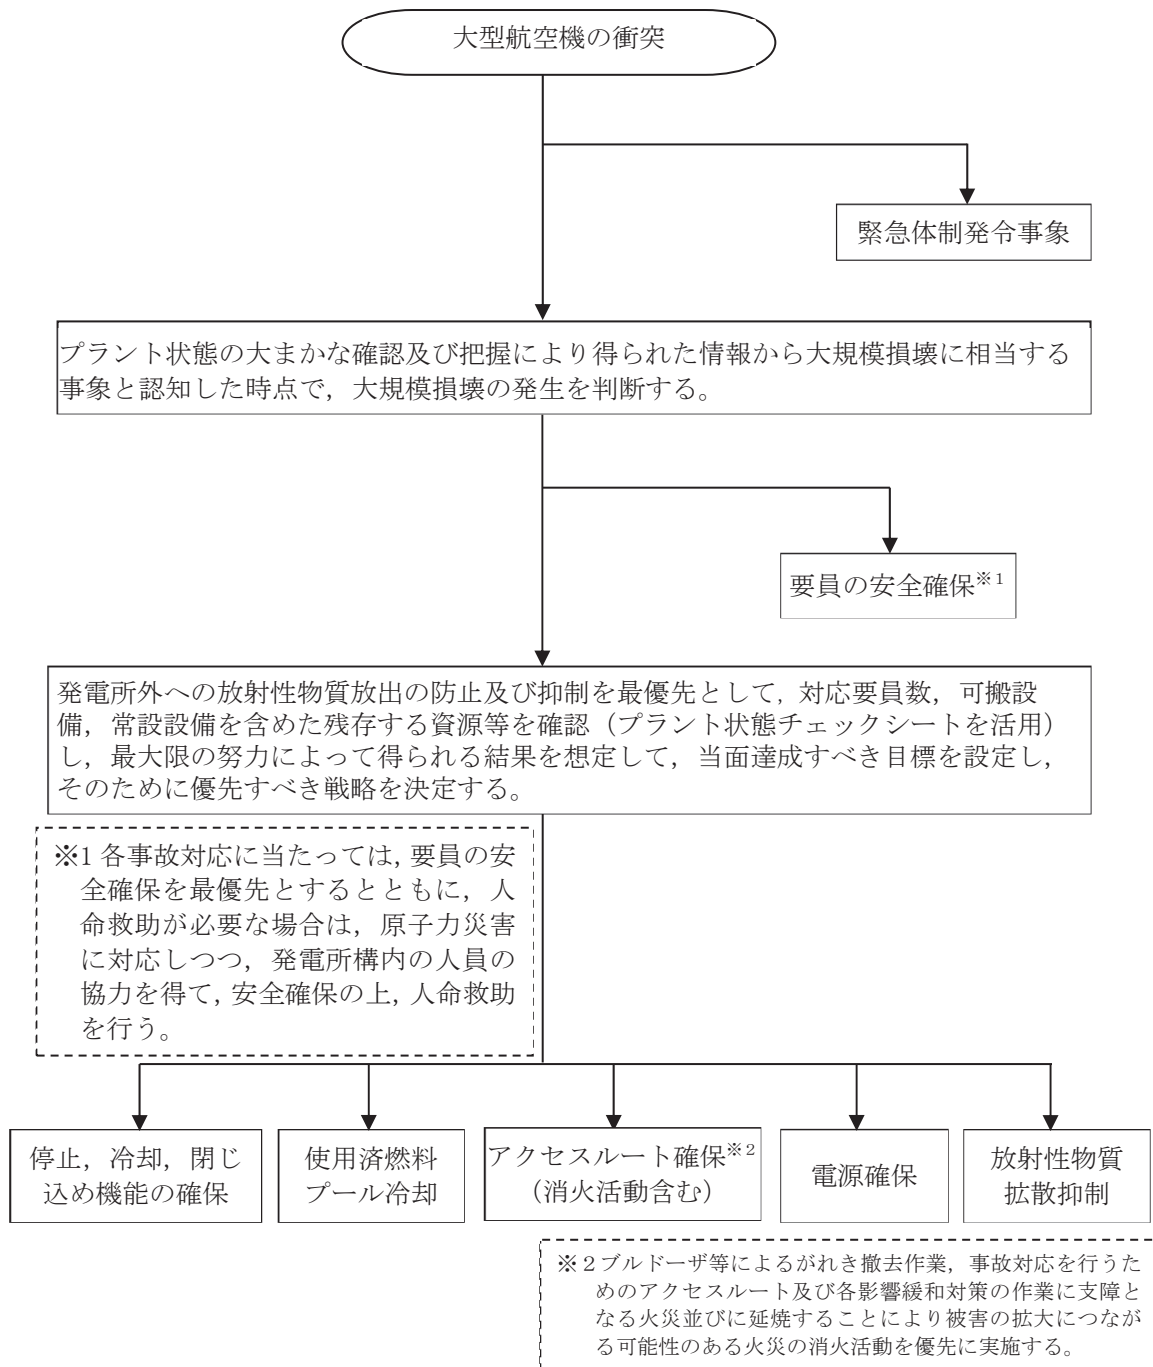 大型航空機の衝突
緊急体制発令事象
プラント状態の大まかな確認及び把握により得られた情報から大規模損壊に相当する
事象と認知した時点で，大規模損壊の発生を判断する。
要員の安全確保※1
発電所外への放射性物質放出の防止及び抑制を最優先として，対応要員数，可搬設
備，常設設備を含めた残存する資源等を確認（プラント状態チェックシートを活用）
し，最大限の努力によって得られる結果を想定して，当面達成すべき目標を設定し，
そのために優先すべき戦略を決定する。
※1 各事故対応に当たっては，要員の安
全確保を最優先とするとともに，人
命救助が必要な場合は，原子力災害
に対応しつつ，発電所構内の人員の
協力を得て，安全確保の上，人命救助
を行う。
停止，冷却，閉じ
込め機能の確保
使用済燃料
プール冷却
アクセスルート確保※2
（消火活動含む）
電源確保
放射性物質
拡散抑制
※２ブルドーザ等によるがれき撤去作業，事故対応を行うた
めのアクセスルート及び各影響緩和対策の作業に支障と
なる火災並びに延焼することにより被害の拡大につなが
る可能性のある火災の消火活動を優先に実施する。